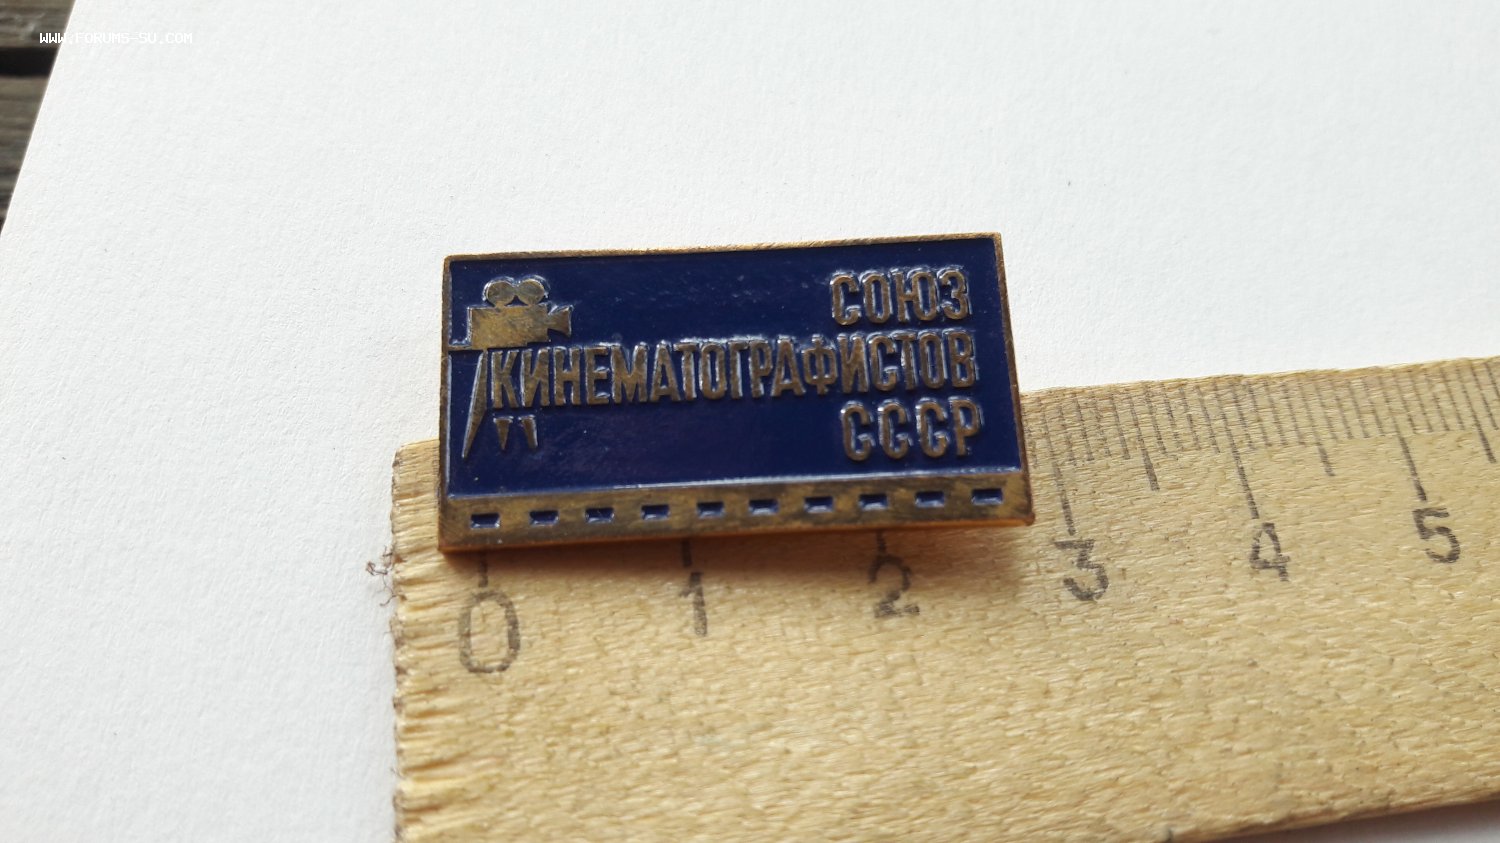 WWW.FORUMS-SU.COM
СОЮЗ
КИНЕМАТОГРАФИСТОВ
СССР
0 1 2 3 4 5